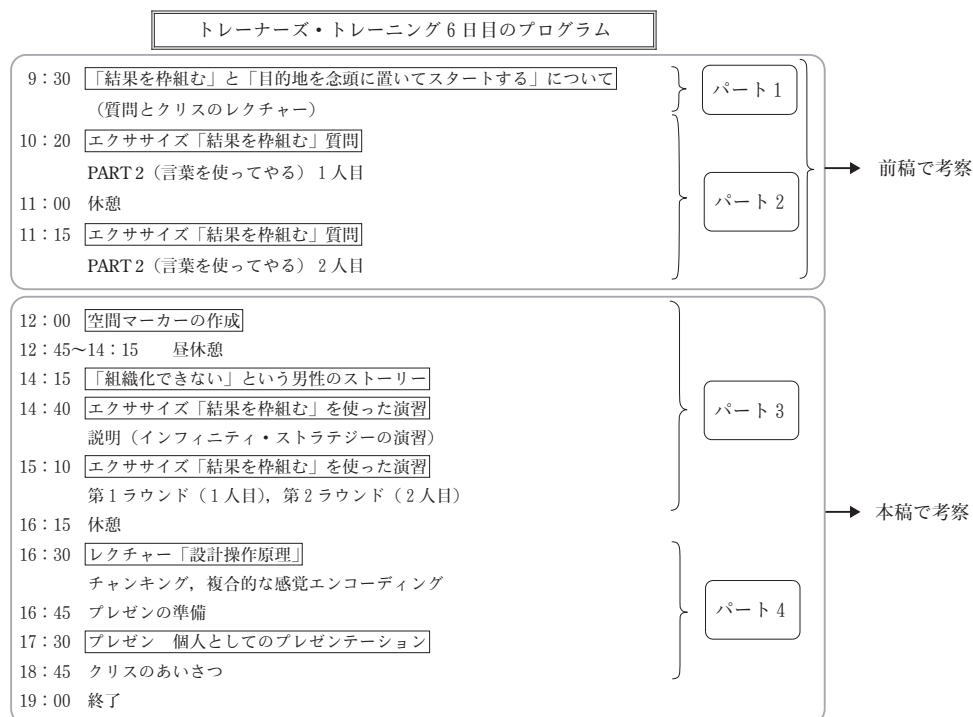 トレーナーズ・トレーニング6日目のプログラム
9：30 「結果を枠組む」と「目的地を念頭に置いてスタートする」について
（質問とクリスのレクチャー）
パート1
10：20 エクササイズ「結果を枠組む」質問
PART 2（言葉を使ってやる）1人目
前稿で考察
11：00 休憩
パート2
11：15 エクササイズ「結果を枠組む」質問
PART 2（言葉を使ってやる）2人目
12：00 空間マーカーの作成
12：45～14：15 昼休憩
14：15 「組織化できない」という男性のストーリー
14：40 エクササイズ「結果を枠組む」を使った演習
パート3
説明（インフィニティ・ストラテジーの演習）
15：10 エクササイズ「結果を枠組む」を使った演習
第1ラウンド（1人目），第2ラウンド（2人目）
本稿で考察
16：15 休憩
16：30 レクチャー「設計操作原理」
チャンキング，複合的な感覚エンコーディング
16：45 プレゼンの準備
パート4
17：30 プレゼン 個人としてのプレゼンテーション
18：45 クリスのあいさつ
19：00 終了